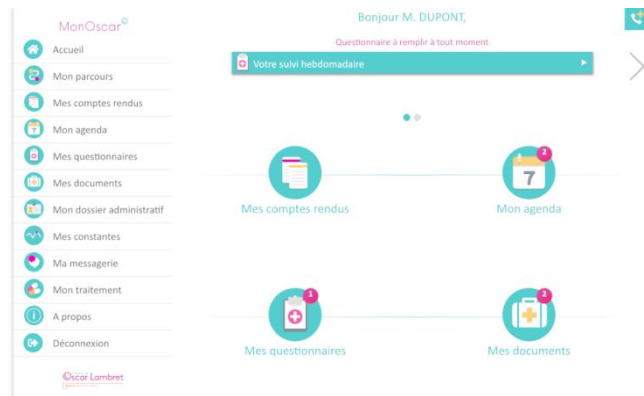 MonOscar©
Accueil
Mon parcours
Mes comptes rendus
Mon agenda
Mes questionnaires
Mes documents
Mon dossier administratif
Mes constantes
Ma messagerie
Mon traitement
A propos
Déconnexion
Oscar Lambret
Bonjour M. DUPONT,
Questionnaire à remplir à tout moment
Votre suivi hebdomadaire
2
7
Mes comptes rendus
Mon agenda
1
2
Mes questionnaires
Mes documents